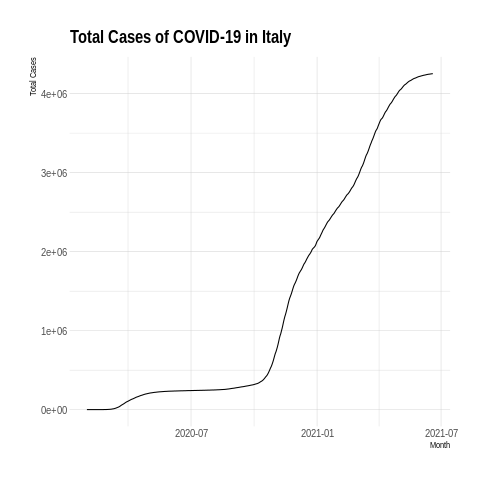 Total Cases of COVID-19 in Italy
Total Cases
4e+06
3e+06
2e+06
1e+06
0e+00
2020-07
2021-01
2021-07
Month